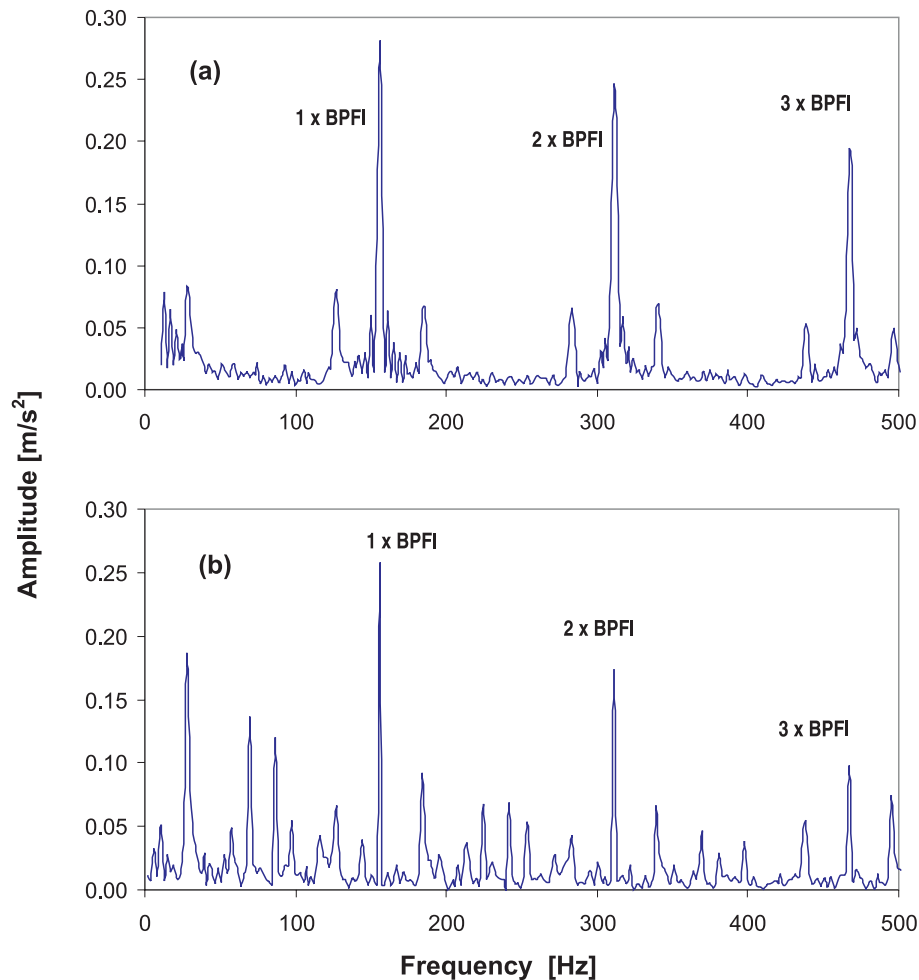 0.30
(a)
0.25
1 x BPFI
3 x BPFI
2 x BPFI
0.20
0.15
0.10
0.05
0.00
0 100 200 300 400 500
Amplitude [m/s²]
0.30
(b)
1 x BPFI
0.25
2 x BPFI
0.20
0.15
3 x BPFI
0.10
0.05
0.00
0 100 200 300 400 500
Frequency [Hz]